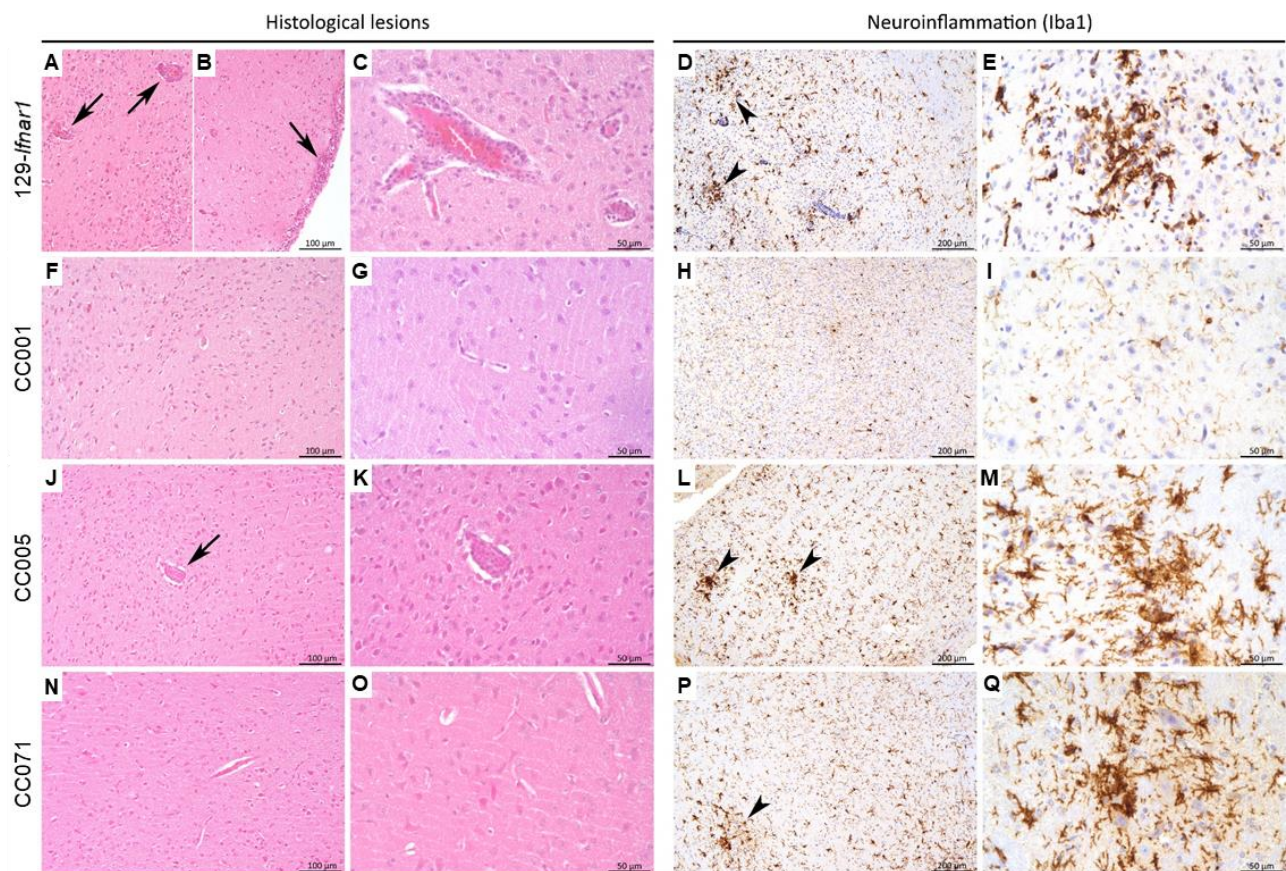 Histological lesions
Neuroinflammation (Iba1)
129-Ifnar1
A
B
100 µm
C
50 µm
D
200 µm
E
50 µm
CC001
F
100 µm
G
50 µm
H
200 µm
I
50 µm
CC005
J
100 µm
K
50 µm
L
200 µm
M
50 µm
CC071
N
100 µm
O
50 µm
P
200 µm
Q
50 µm